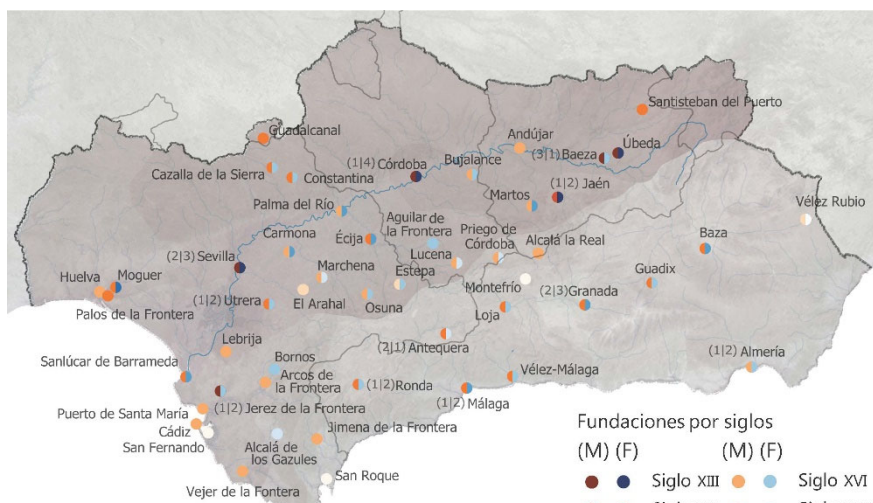 Santisteban del Puerto
Guadalcanal
Andújar
Úbeda
(1|4) Córdoba
Bujalance
(3|1) Baeza
Cazalla de la Sierra
Constantina
(1|2) Jaén
Palma del Río
Martos
Vélez Rubio
Aguilar de
la Frontera
Priego de
Córdoba
Alcalá la Real
Baza
Carmona
Écija
(2|3) Sevilla
Lucena
Marchena
Estepa
Guadix
Huelva
Moguer
Montefrío
(2|3) Granada
(1|2) Utrera
El Arahal
Osuna
Loja
Palos de la Frontera
Lebrija
(2|1) Antequera
(1|2) Almería
Sanlúcar de Barrameda
Bornos
Arcos de
la Frontera
(1|2) Ronda
Vélez-Málaga
(1|2) Málaga
Puerto de Santa María
(1|2) Jerez de la Frontera
Cádiz
Jimena de la Frontera
San Fernando
Alcalá de
los Gazules
San Roque
Vejer de la Fontera
Fundaciones por siglos
(M) (F) (M) (F)
Siglo XIII Siglo XVI